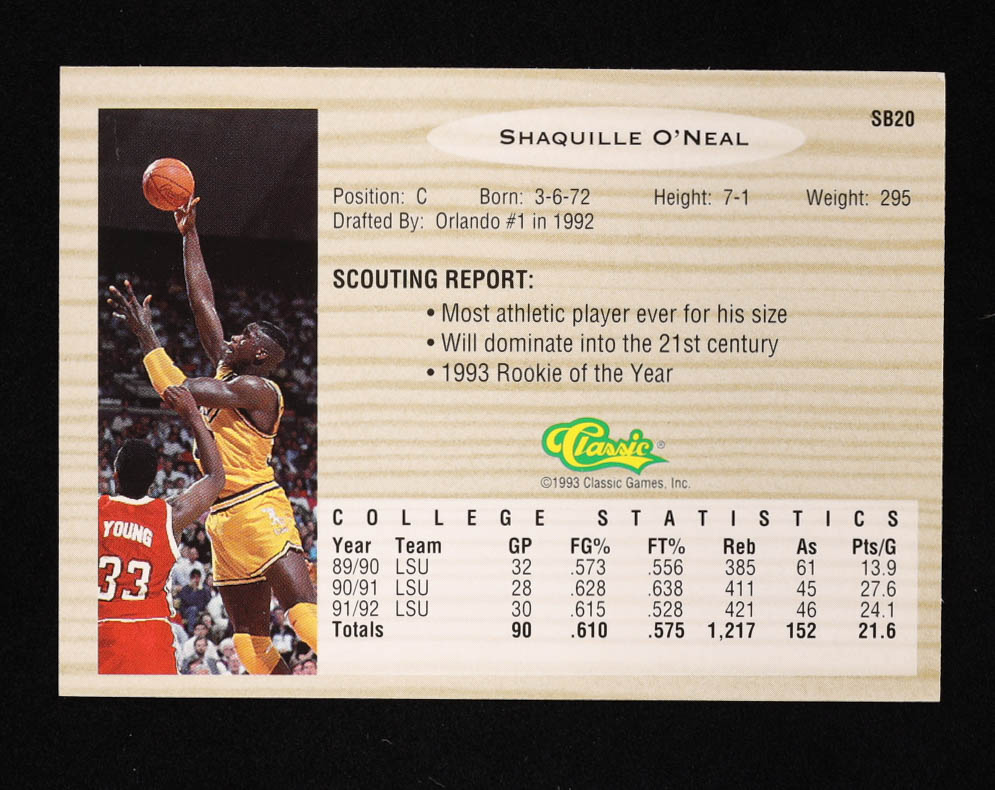 SB20
SHAQUILLE O'NEAL
Position: C Born: 3-6-72 Height: 7-1 Weight: 295
Drafted By: Orlando #1 in 1992
SCOUTING REPORT:
• Most athletic player ever for his size
• Will dominate into the 21st century
• 1993 Rookie of the Year
Classic®
©1993 Classic Games, Inc.
COLLEGE STATISTICS
Year Team GP FG% FT% Reb As Pts/G
89/90 LSU 32 .573 .556 385 61 13.9
90/91 LSU 28 .628 .638 411 45 27.6
91/92 LSU 30 .615 .528 421 46 24.1
Totals 90 .610 .575 1,217 152 21.6
YOUNG
33